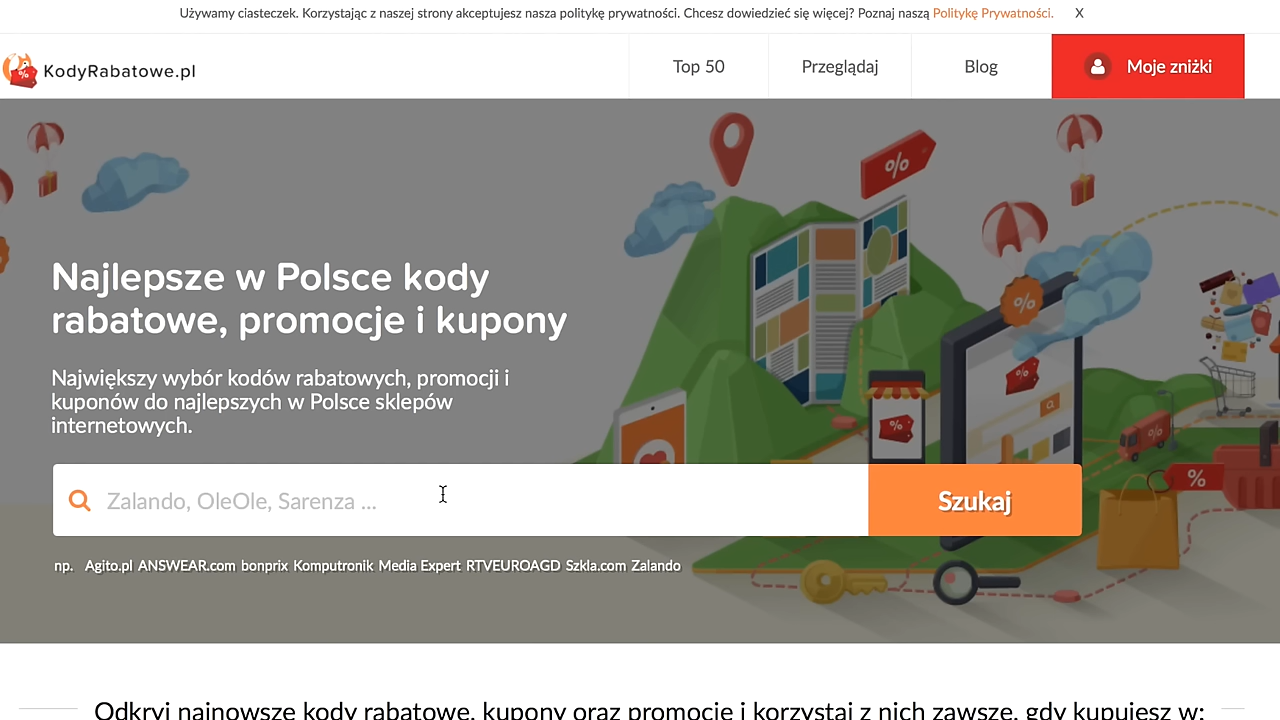 Używamy ciasteczek. Korzystając z naszej strony akceptujesz nasza politykę prywatności. Chcesz dowiedzieć się więcej? Poznaj naszą Politykę Prywatności. X
KodyRabatowe.pl
Top 50
Przeglądaj
Blog
Moje zniżki
Najlepsze w Polsce kody
rabatowe, promocje i kupony
Największy wybór kodów rabatowych, promocji i
kuponów do najlepszych w Polsce sklepów
internetowych.
Zalando, OleOle, Sarenza ...
Szukaj
np. Agito.pl ANSWEAR.com bonprix Komputronik Media Expert RTVEUROAGD Szkla.com Zalando
Odkryj najnowsze kody rabatowe, kupony oraz promocje i korzystaj z nich zawsze, gdy kupujesz w: